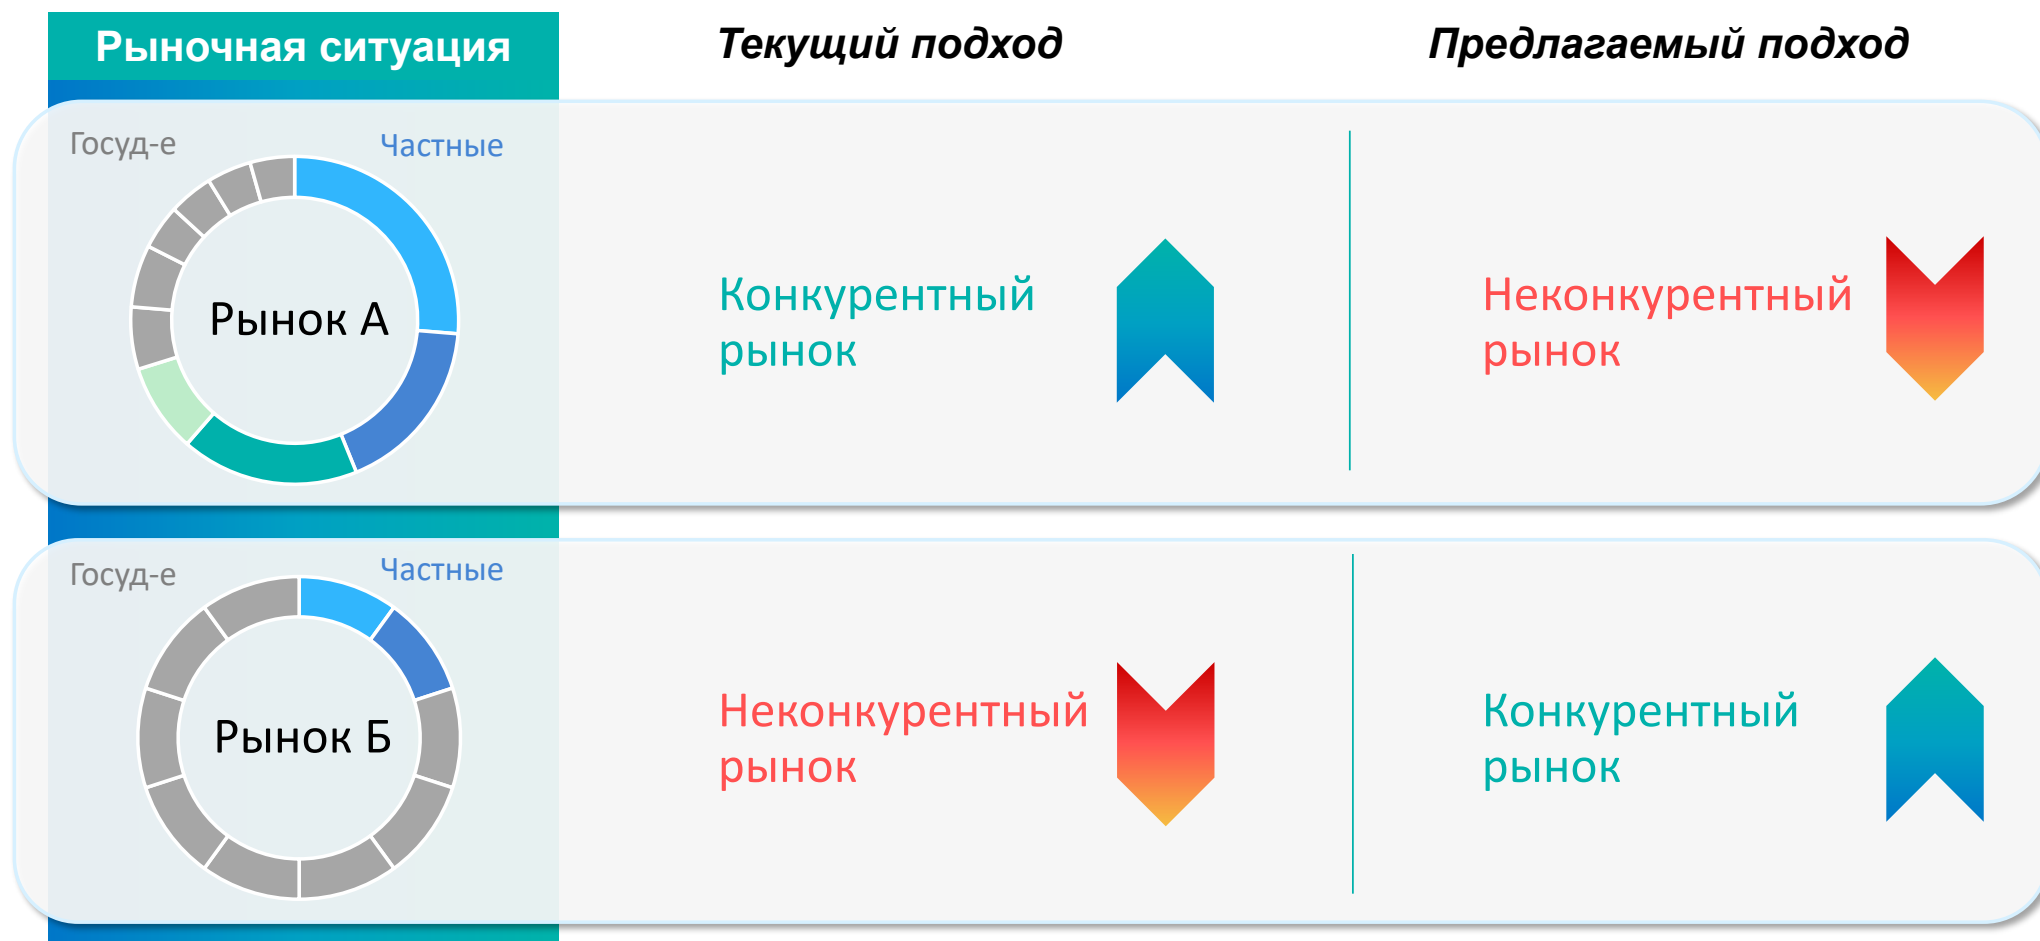 Рыночная ситуация
Текущий подход
Предлагаемый подход
Госуд-е
Частные
Рынок А
Конкурентный
рынок
Неконкурентный
рынок
Госуд-е
Частные
Рынок Б
Неконкурентный
рынок
Конкурентный
рынок